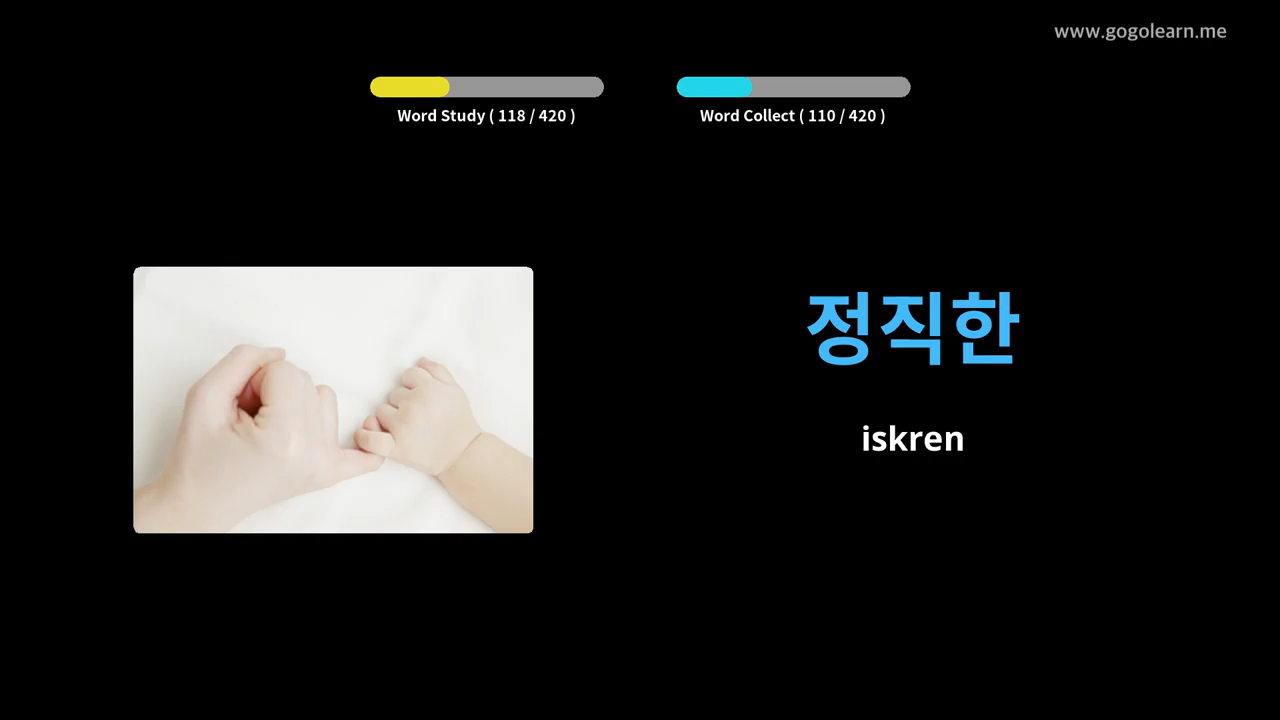 www.gogolearn.me
Word Study ( 118 / 420 )
Word Collect ( 110 / 420 )
정직한
iskren